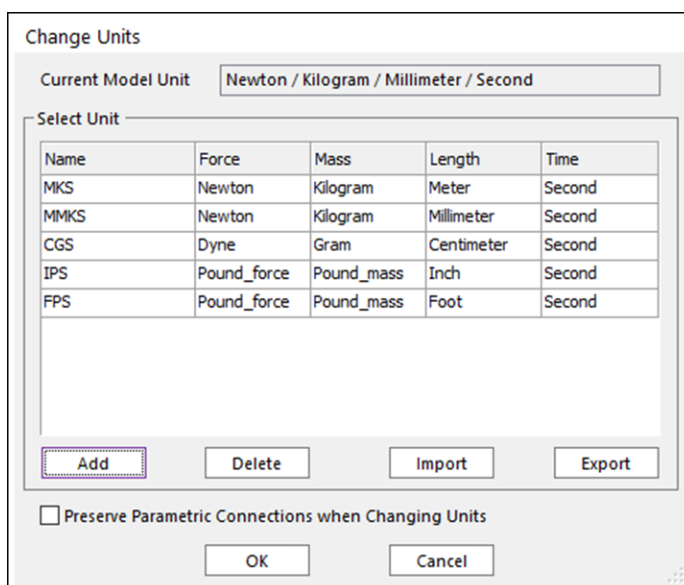 Change Units
Current Model Unit Newton / Kilogram / Millimeter / Second
Select Unit
Name Force Mass Length Time
MKS Newton Kilogram Meter Second
MMKS Newton Kilogram Millimeter Second
CGS Dyne Gram Centimeter Second
IPS Pound_force Pound_mass Inch Second
FPS Pound_force Pound_mass Foot Second
Add Delete Import Export
Preserve Parametric Connections when Changing Units
OK Cancel